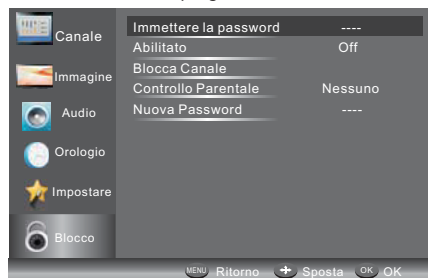 Canale
Immagine
Audio
Orologio
Impostare
Blocco
Immettere la password ----
Abilitato Off
Blocca Canale
Controllo Parentale Nessuno
Nuova Password ----
MENU Ritorno Sposta OK OK